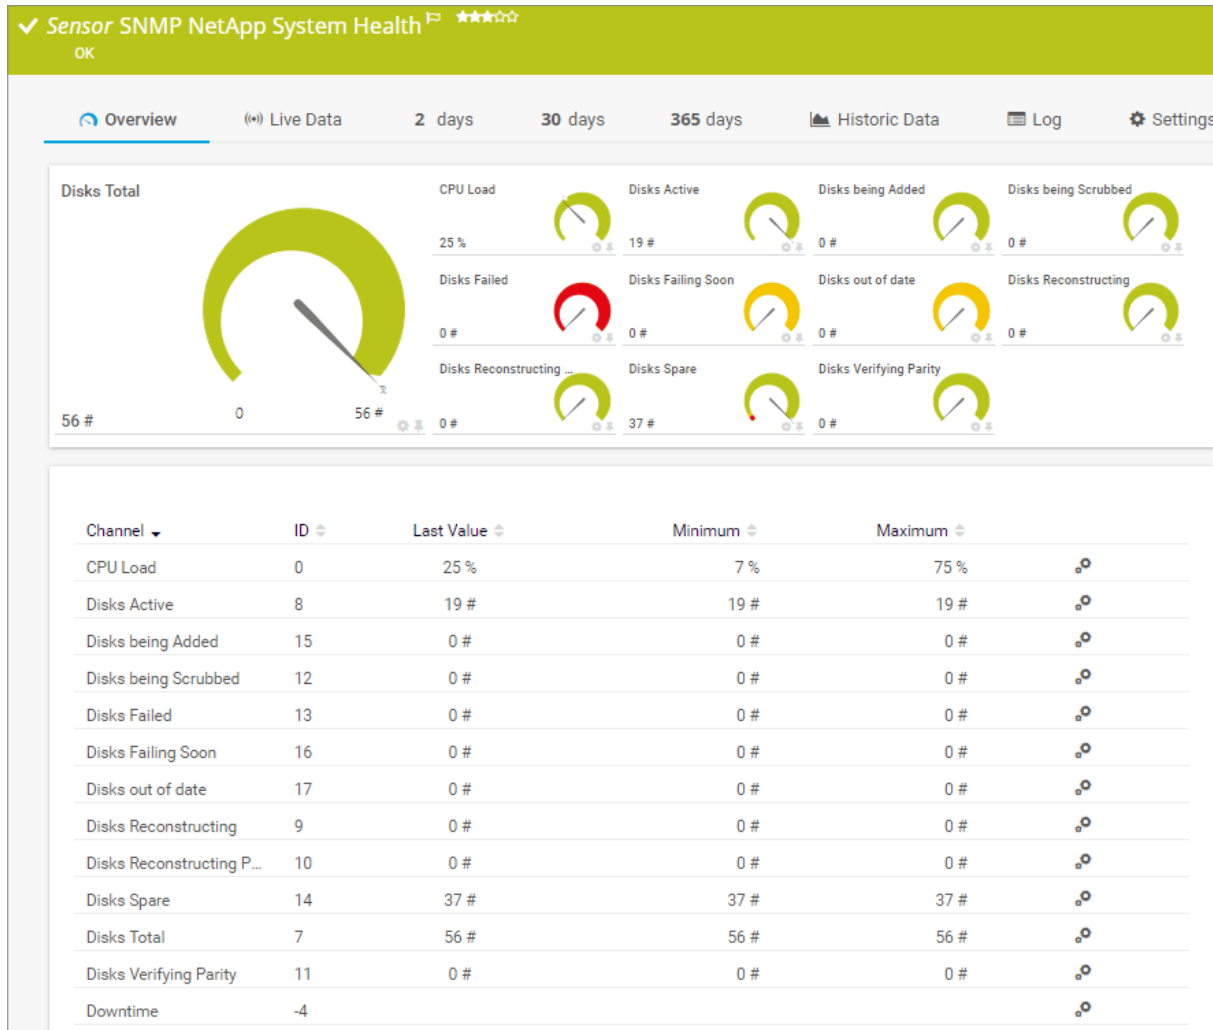 Sensor SNMP NetApp System Health
OK
Overview Live Data 2 days 30 days 365 days Historic Data Log Settings
Disks Total
56 #
0
56 #
CPU Load
25 %
Disks Active
19 #
Disks being Added
0 #
Disks being Scrubbed
0 #
Disks Failed
0 #
Disks Failing Soon
0 #
Disks out of date
0 #
Disks Reconstructing
0 #
Disks Reconstructing ...
0 #
Disks Spare
37 #
Disks Verifying Parity
0 #
Channel ID Last Value Minimum Maximum
CPU Load 0 25 % 7 % 75 %
Disks Active 8 19 # 19 # 19 #
Disks being Added 15 0 # 0 # 0 #
Disks being Scrubbed 12 0 # 0 # 0 #
Disks Failed 13 0 # 0 # 0 #
Disks Failing Soon 16 0 # 0 # 0 #
Disks out of date 17 0 # 0 # 0 #
Disks Reconstructing 9 0 # 0 # 0 #
Disks Reconstructing P... 10 0 # 0 # 0 #
Disks Spare 14 37 # 37 # 37 #
Disks Total 7 56 # 56 # 56 #
Disks Verifying Parity 11 0 # 0 # 0 #
Downtime -4